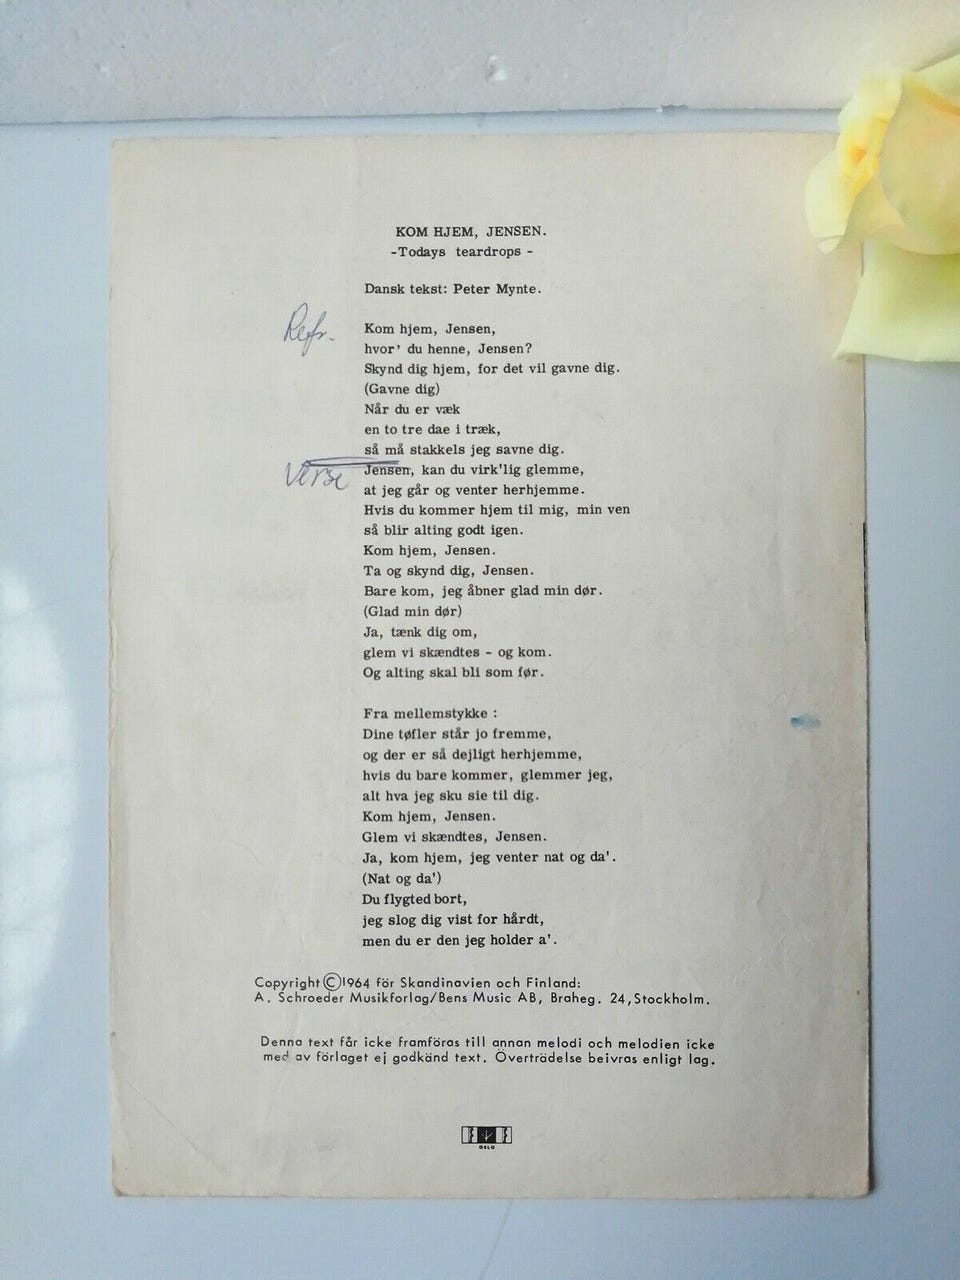 KOM HJEM, JENSEN.
-Todays teardrops -
Dansk tekst: Peter Mynte.
Refr.
Kom hjem, Jensen,
hvor' du henne, Jensen?
Skynd dig hjem, for det vil gavne dig.
(Gavne dig)
Når du er væk
en to tre dae i træk,
så må stakkels jeg savne dig.
Verse
Jensen, kan du virk'lig glemme,
at jeg går og venter herhjemme.
Hvis du kommer hjem til mig, min ven
så blir alting godt igen.
Kom hjem, Jensen.
Ta og skynd dig, Jensen.
Bare kom, jeg åbner glad min dør.
(Glad min dør)
Ja, tænk dig om,
glem vi skændtes - og kom.
Og alting skal bli som før.
Fra mellemstykke :
Dine tøfler står jo fremme,
og der er så dejligt herhjemme,
hvis du bare kommer, glemmer jeg,
alt hva jeg sku sie til dig.
Kom hjem, Jensen.
Glem vi skændtes, Jensen.
Ja, kom hjem, jeg venter nat og da'.
(Nat og da')
Du flygted bort,
jeg slog dig vist for hårdt,
men du er den jeg holder a'.
Copyright © 1964 för Skandinavien och Finland:
A. Schroeder Musikforlag/Bens Music AB, Braheg. 24, Stockholm.
Denna text får icke framföras till annan melodi och melodien icke
med av förlaget ej godkänd text. Överträdelse beivras enligt lag.
OSLO